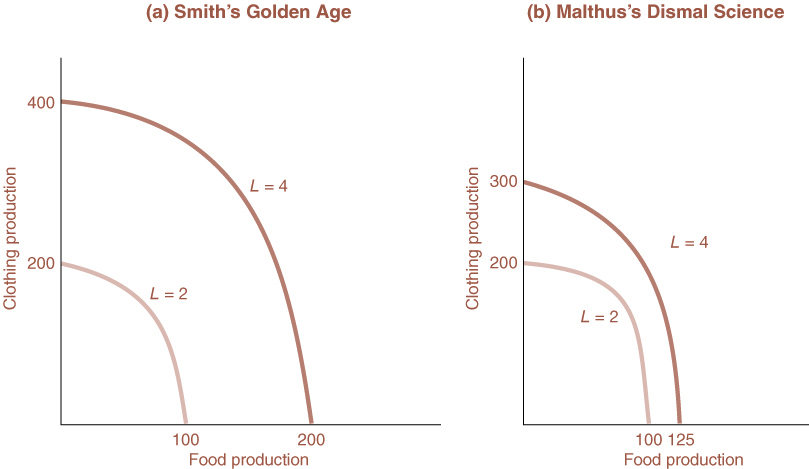 (a) Smith’s Golden Age
Clothing production
400
200
L = 4
L = 2
100
200
Food production
(b) Malthus’s Dismal Science
Clothing production
300
200
L = 4
L = 2
100 125
Food production